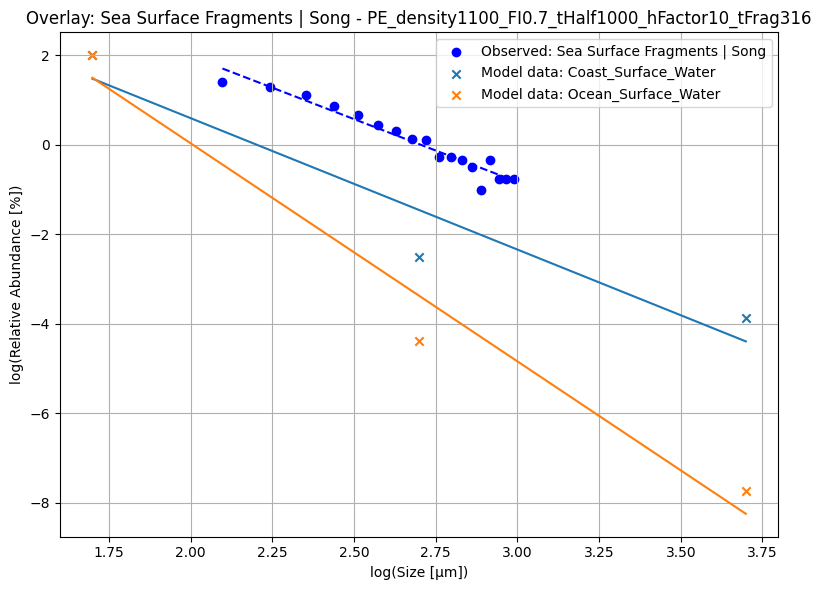 Overlay: Sea Surface Fragments | Song - PE_density1100_FI0.7_tHalf1000_hFactor10_tFrag316
Observed: Sea Surface Fragments | Song
Model data: Coast_Surface_Water
Model data: Ocean_Surface_Water
log(Relative Abundance [%])
2
0
−2
−4
−6
−8
1.75
2.00
2.25
2.50
2.75
3.00
3.25
3.50
3.75
log(Size [μm])